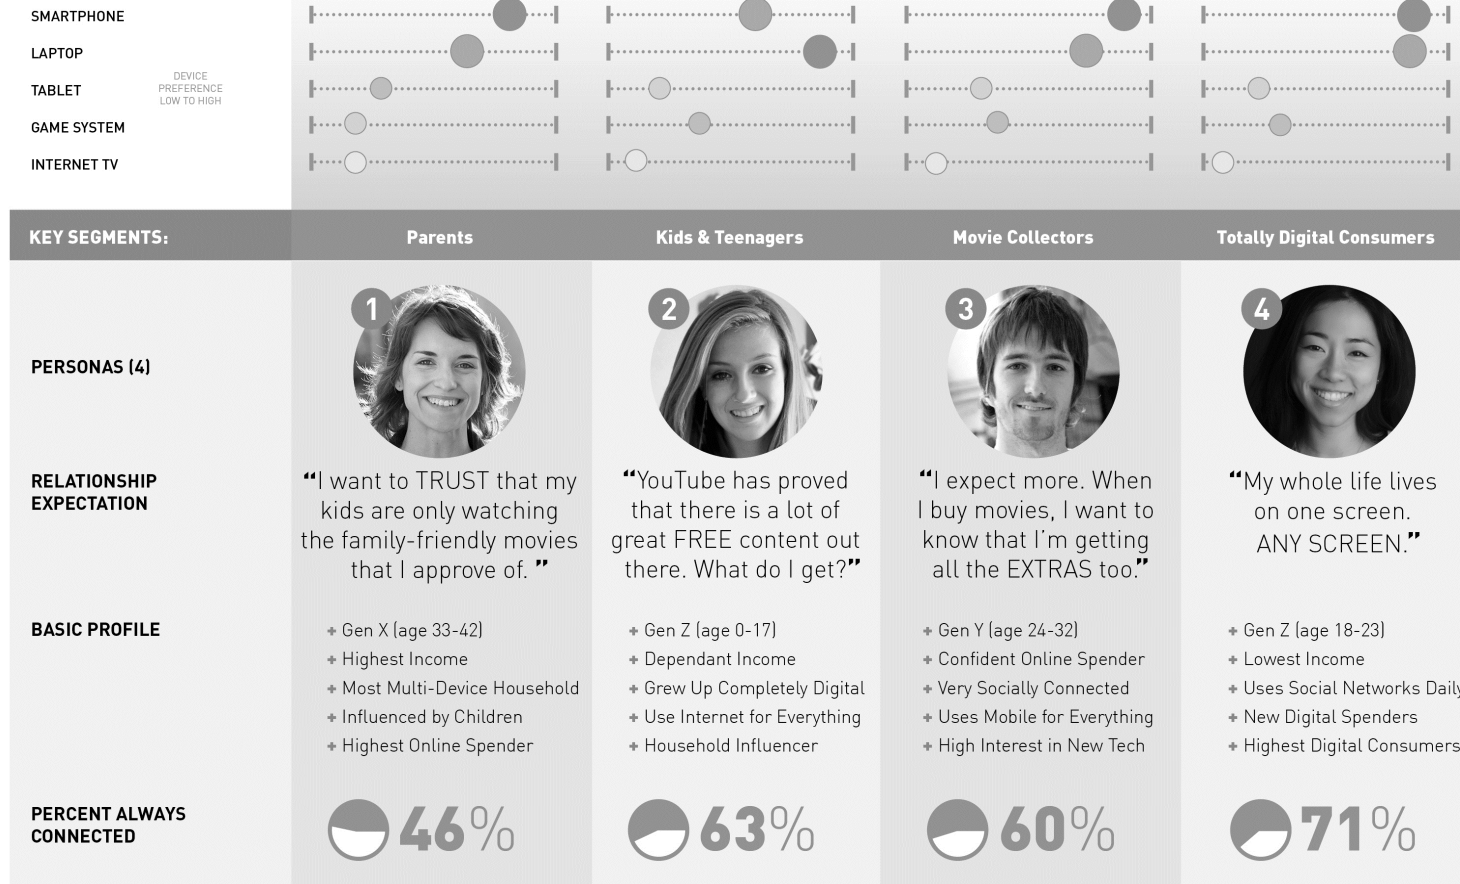 SMARTPHONE
LAPTOP
TABLET
GAME SYSTEM
INTERNET TV
DEVICE
PREFERENCE
LOW TO HIGH
KEY SEGMENTS:
Parents
Kids & Teenagers
Movie Collectors
Totally Digital Consumers
PERSONAS (4)
1
2
3
4
RELATIONSHIP
EXPECTATION
“I want to TRUST that my
kids are only watching
the family-friendly movies
that I approve of. ”
“YouTube has proved
that there is a lot of
great FREE content out
there. What do I get?”
“I expect more. When
I buy movies, I want to
know that I’m getting
all the EXTRAS too.”
“My whole life lives
on one screen.
ANY SCREEN.”
BASIC PROFILE
+ Gen X (age 33-42)
+ Highest Income
+ Most Multi-Device Household
+ Influenced by Children
+ Highest Online Spender
+ Gen Z (age 0-17)
+ Dependant Income
+ Grew Up Completely Digital
+ Use Internet for Everything
+ Household Influencer
+ Gen Y (age 24-32)
+ Confident Online Spender
+ Very Socially Connected
+ Uses Mobile for Everything
+ High Interest in New Tech
+ Gen Z (age 18-23)
+ Lowest Income
+ Uses Social Networks Daily
+ New Digital Spenders
+ Highest Digital Consumers
PERCENT ALWAYS
CONNECTED
46%
63%
60%
71%